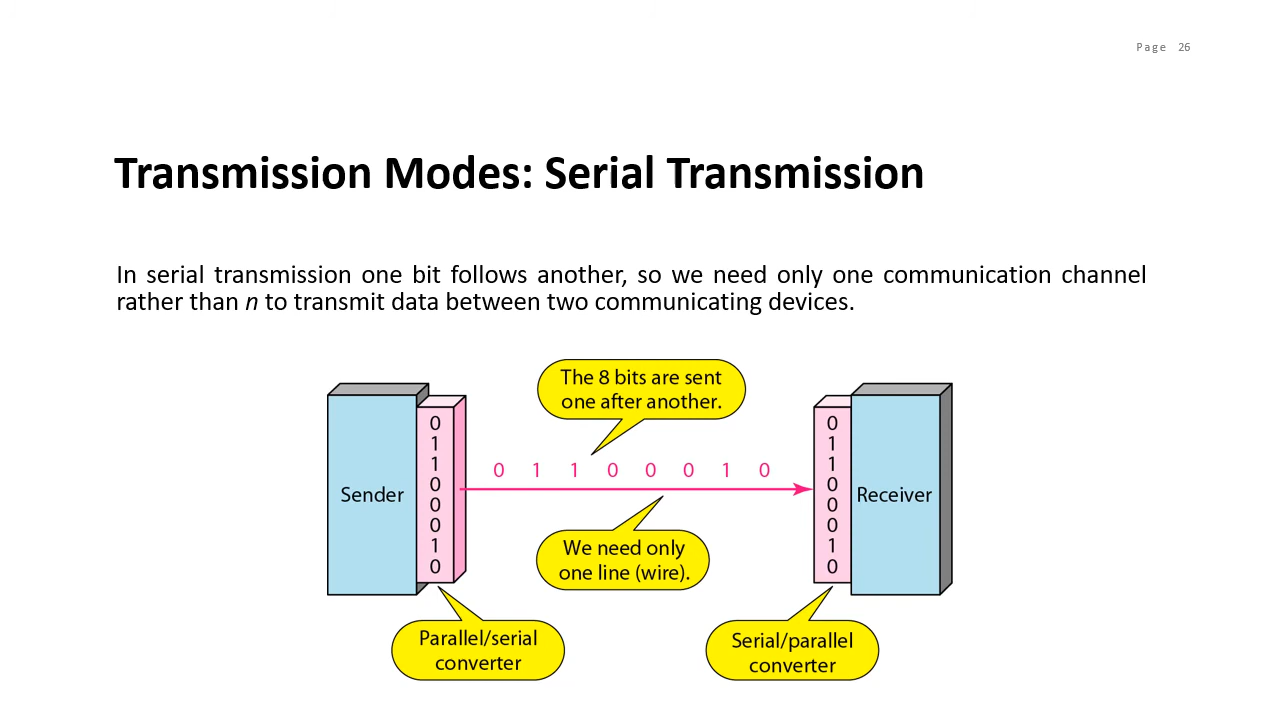 Page 26
Transmission Modes: Serial Transmission
In serial transmission one bit follows another, so we need only one communication channel
rather than n to transmit data between two communicating devices.
The 8 bits are sent
one after another.
Sender
0
1
1
0
0
0
1
0
0 1 1 0 0 0 1 0
0
1
1
0
0
0
1
0
Receiver
We need only
one line (wire).
Parallel/serial
converter
Serial/parallel
converter